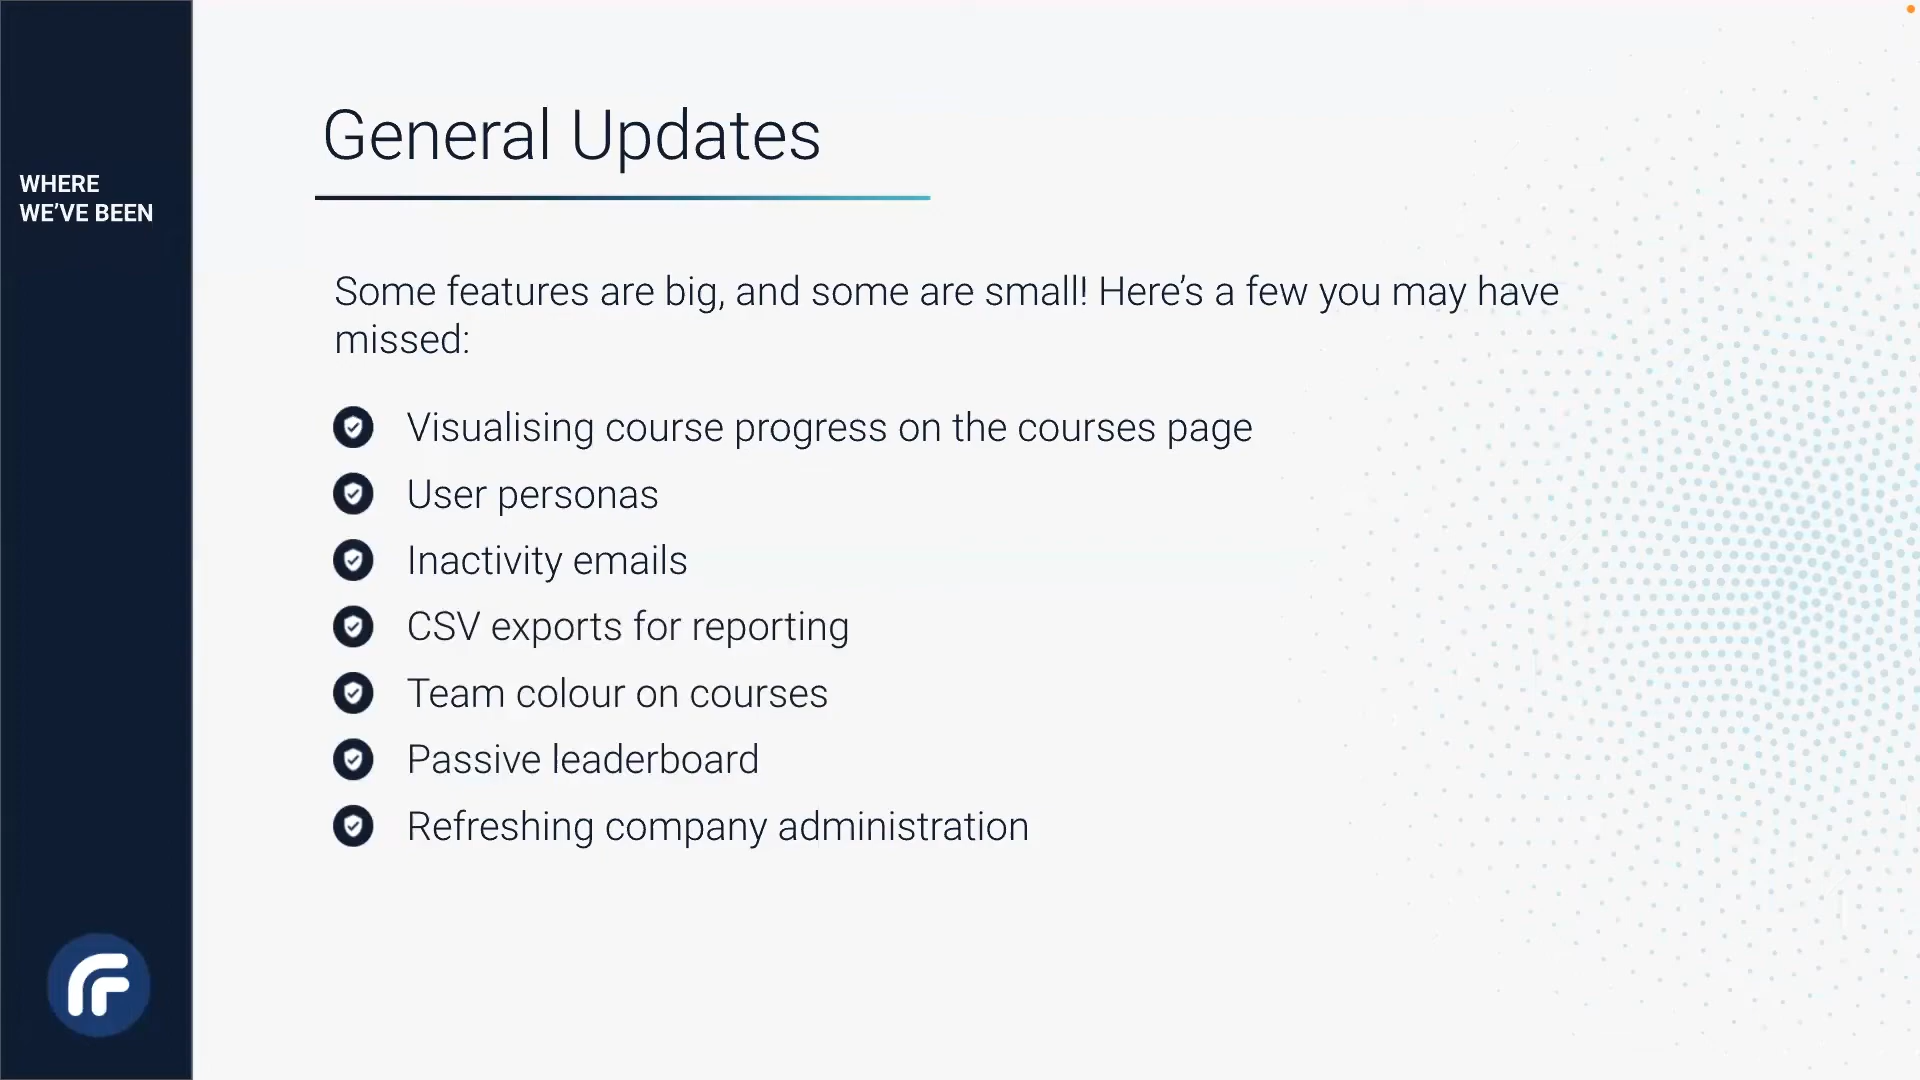 WHERE
WE’VE BEEN
General Updates
Some features are big, and some are small! Here’s a few you may have
missed:
Visualising course progress on the courses page
User personas
Inactivity emails
CSV exports for reporting
Team colour on courses
Passive leaderboard
Refreshing company administration